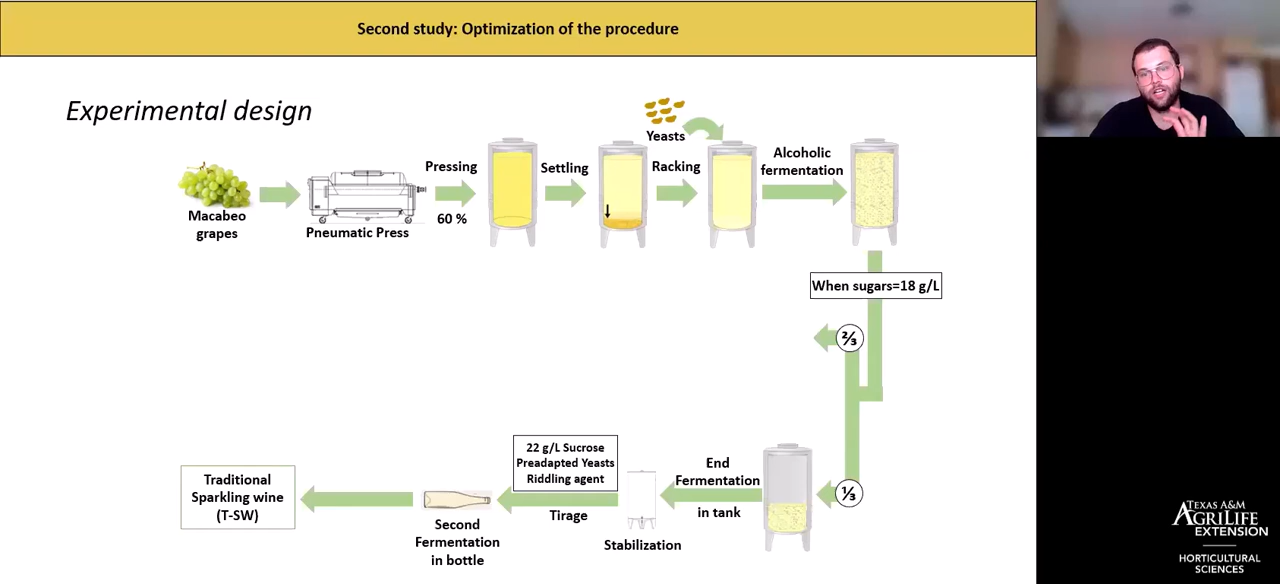 Second study: Optimization of the procedure
Experimental design
Macabeo
grapes
Pneumatic Press
Pressing
60 %
Settling
Yeasts
Racking
Alcoholic
fermentation
When sugars=18 g/L
⅔
⅓
End
Fermentation
in tank
Stabilization
22 g/L Sucrose
Preadapted Yeasts
Riddling agent
Tirage
Second
Fermentation
in bottle
Traditional
Sparkling wine
(T-SW)
TEXAS A&M
AGRILIFE
EXTENSION
HORTICULTURAL
SCIENCES